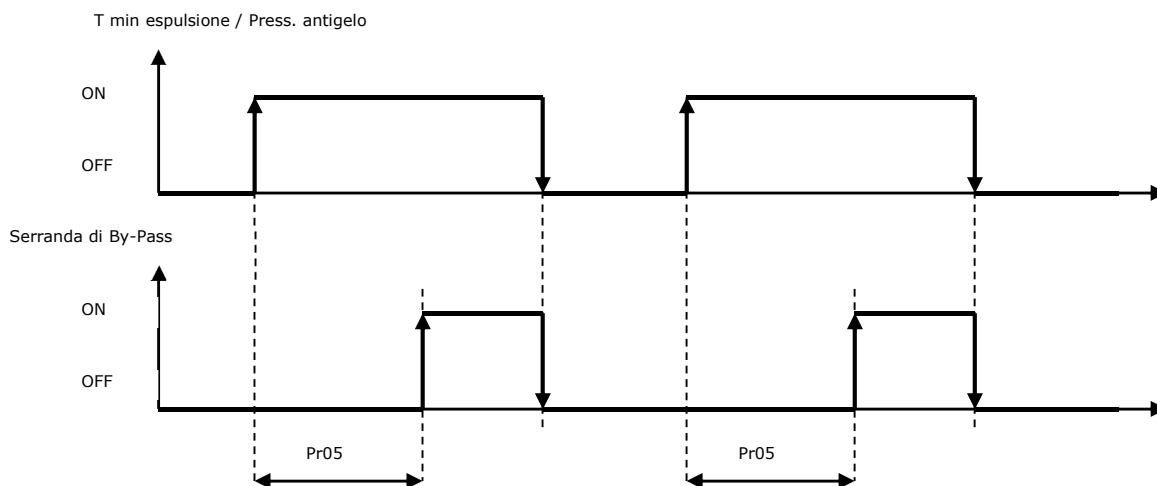 T min espulsione / Press. antigelo
ON
OFF
Serranda di By-Pass
ON
OFF
Pr05 Pr05